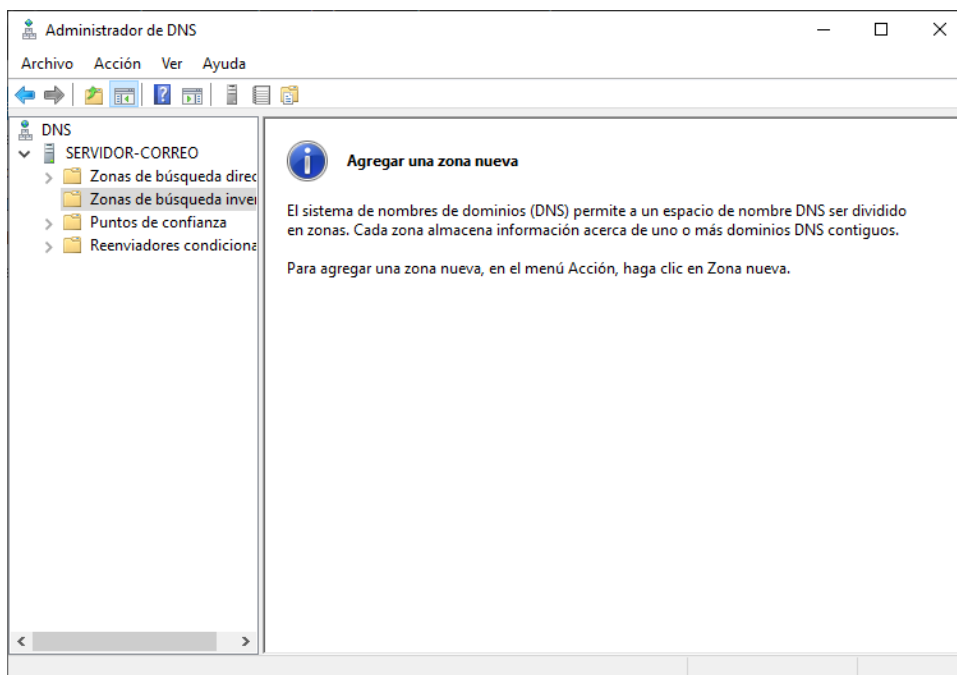 Administrador de DNS
Archivo Acción Ver Ayuda
DNS
SERVIDOR-CORREO
Zonas de búsqueda direc
Zonas de búsqueda inver
Puntos de confianza
Reenviadores condiciona
Agregar una zona nueva
El sistema de nombres de dominios (DNS) permite a un espacio de nombre DNS ser dividido
en zonas. Cada zona almacena información acerca de uno o más dominios DNS contiguos.
Para agregar una zona nueva, en el menú Acción, haga clic en Zona nueva.